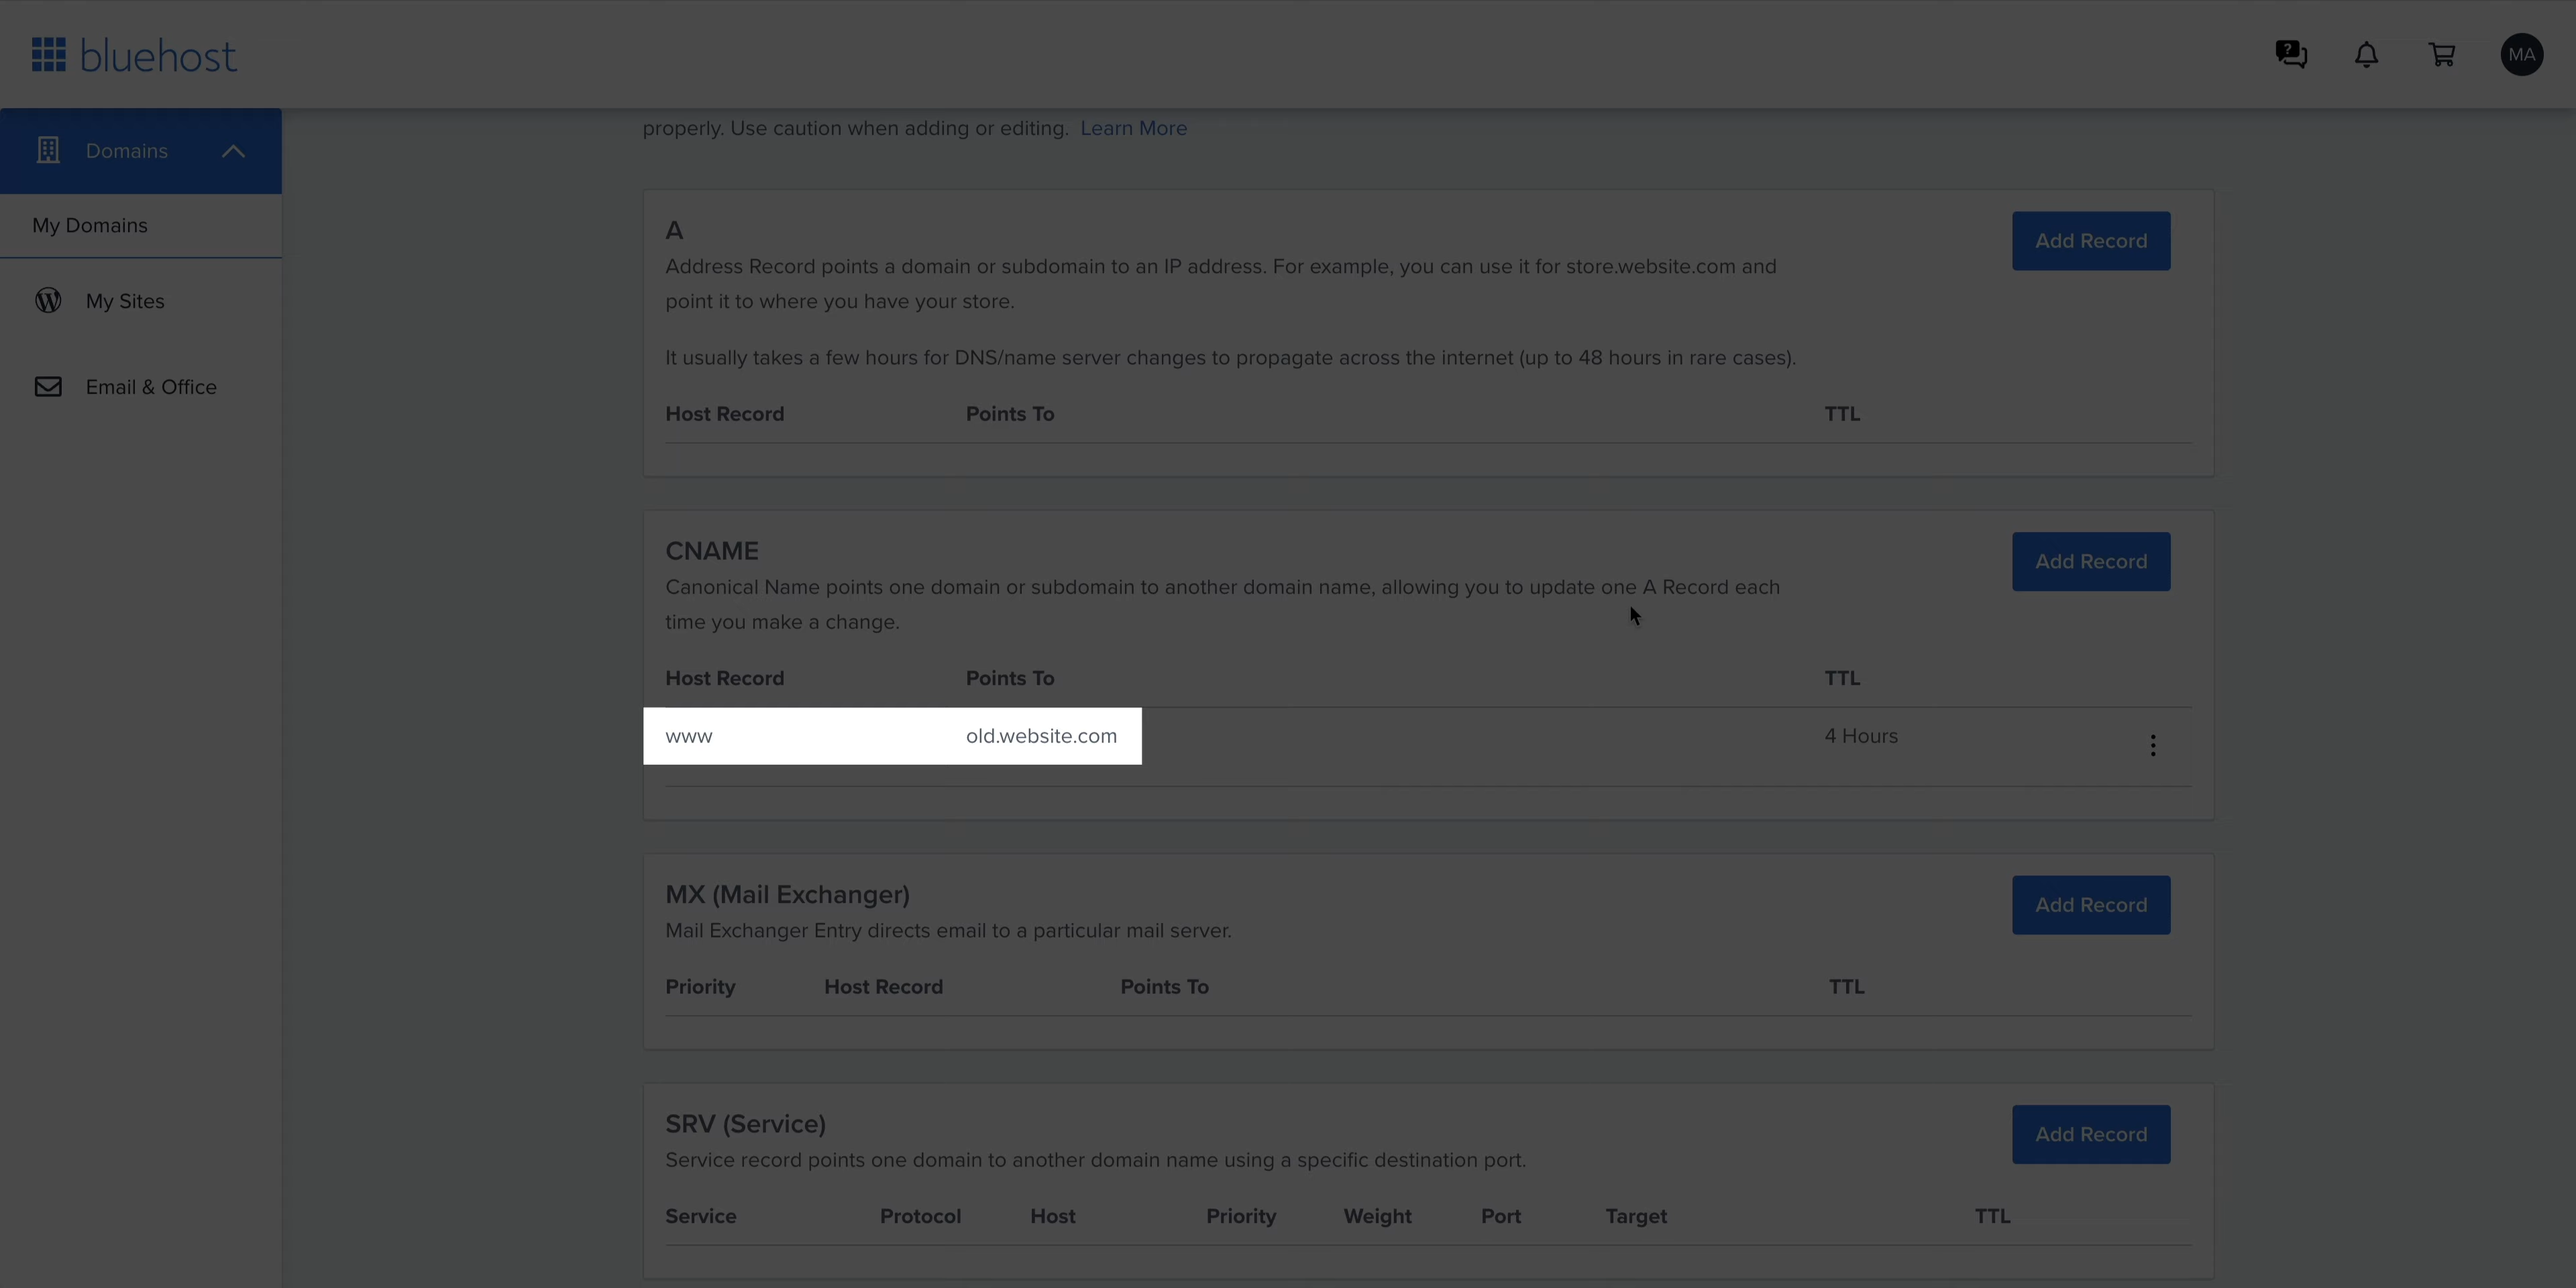 bluehost
MA
Domains
My Domains
My Sites
Email & Office
properly. Use caution when adding or editing. Learn More
A
Add Record
Address Record points a domain or subdomain to an IP address. For example, you can use it for store.website.com and
point it to where you have your store.
It usually takes a few hours for DNS/name server changes to propagate across the internet (up to 48 hours in rare cases).
Host Record Points To TTL
CNAME
Add Record
Canonical Name points one domain or subdomain to another domain name, allowing you to update one A Record each
time you make a change.
Host Record Points To TTL
www old.website.com 4 Hours
MX (Mail Exchanger)
Add Record
Mail Exchanger Entry directs email to a particular mail server.
Priority Host Record Points To TTL
SRV (Service)
Add Record
Service record points one domain to another domain name using a specific destination port.
Service Protocol Host Priority Weight Port Target TTL